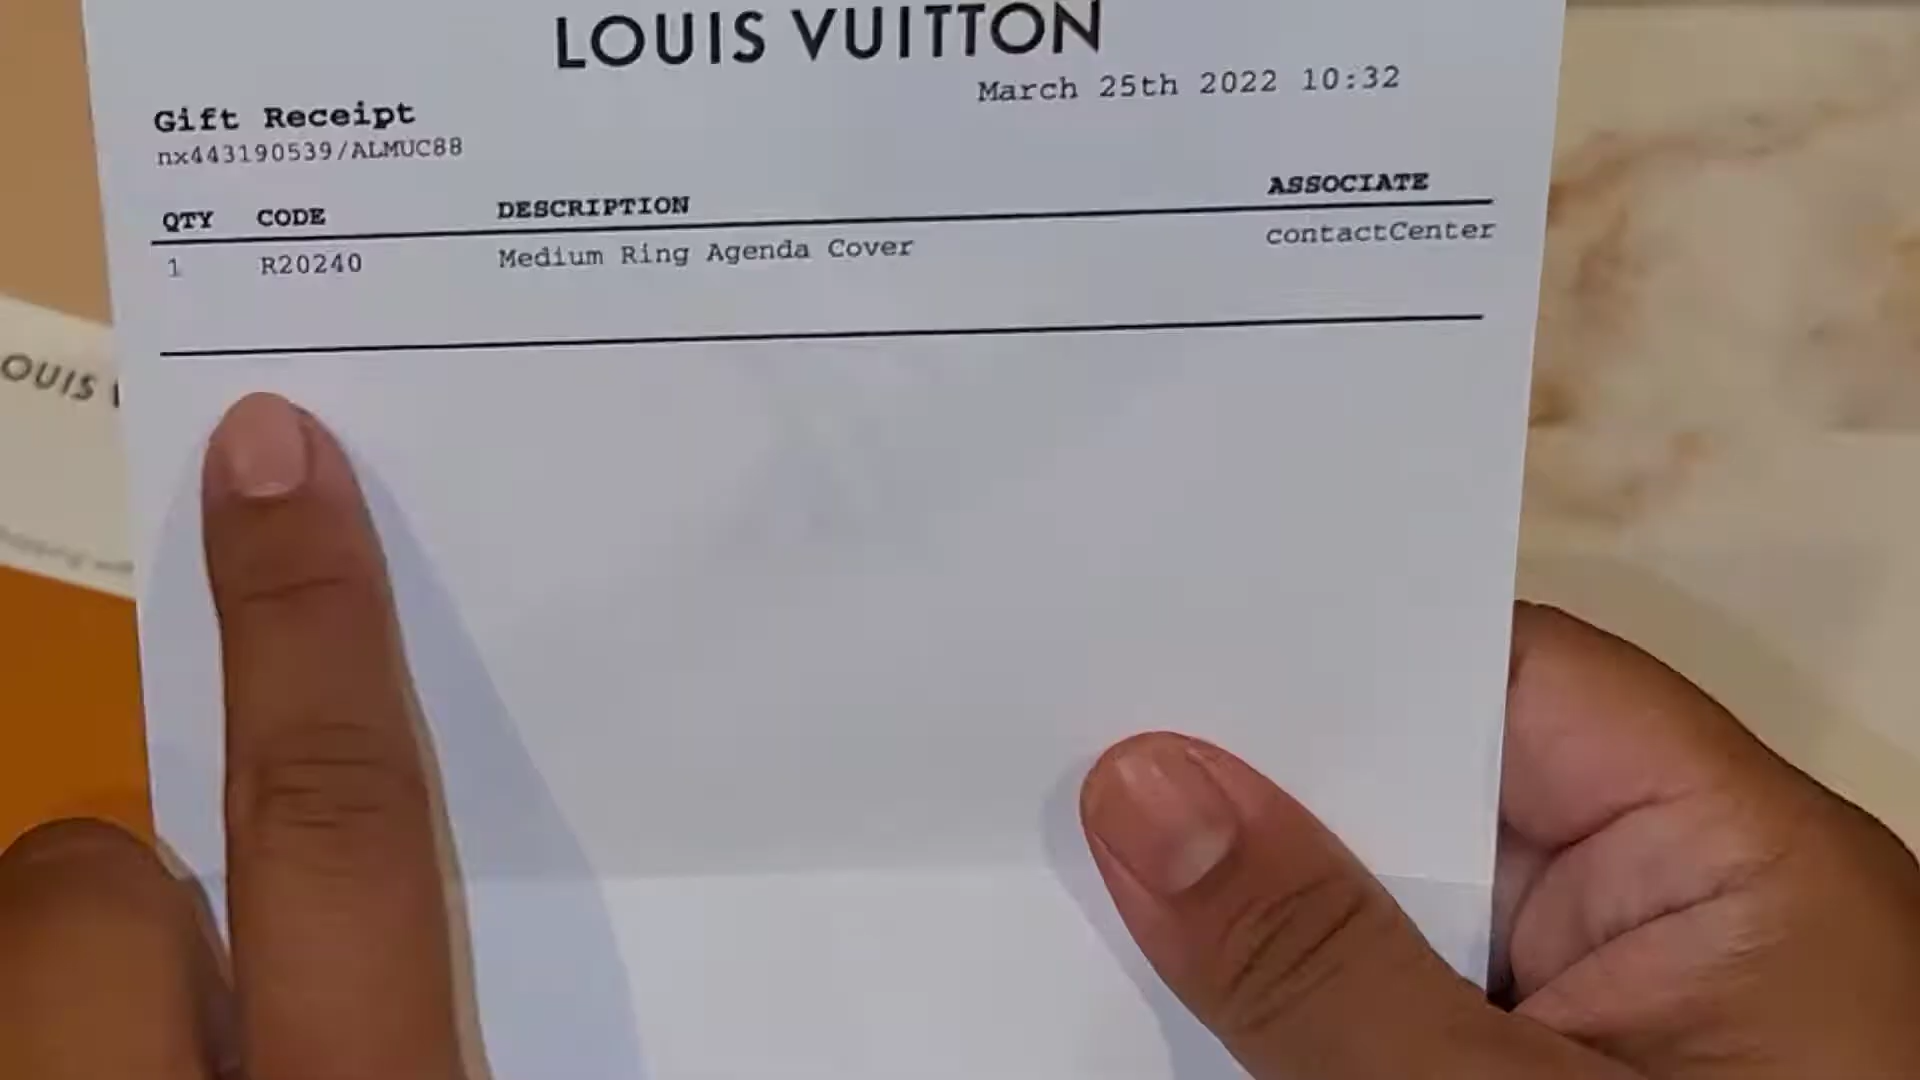 LOUIS VUITTON
March 25th 2022 10:32
Gift Receipt
nx443190539/ALMUC88
QTY CODE DESCRIPTION ASSOCIATE
1 R20240 Medium Ring Agenda Cover contactCenter
OUIS